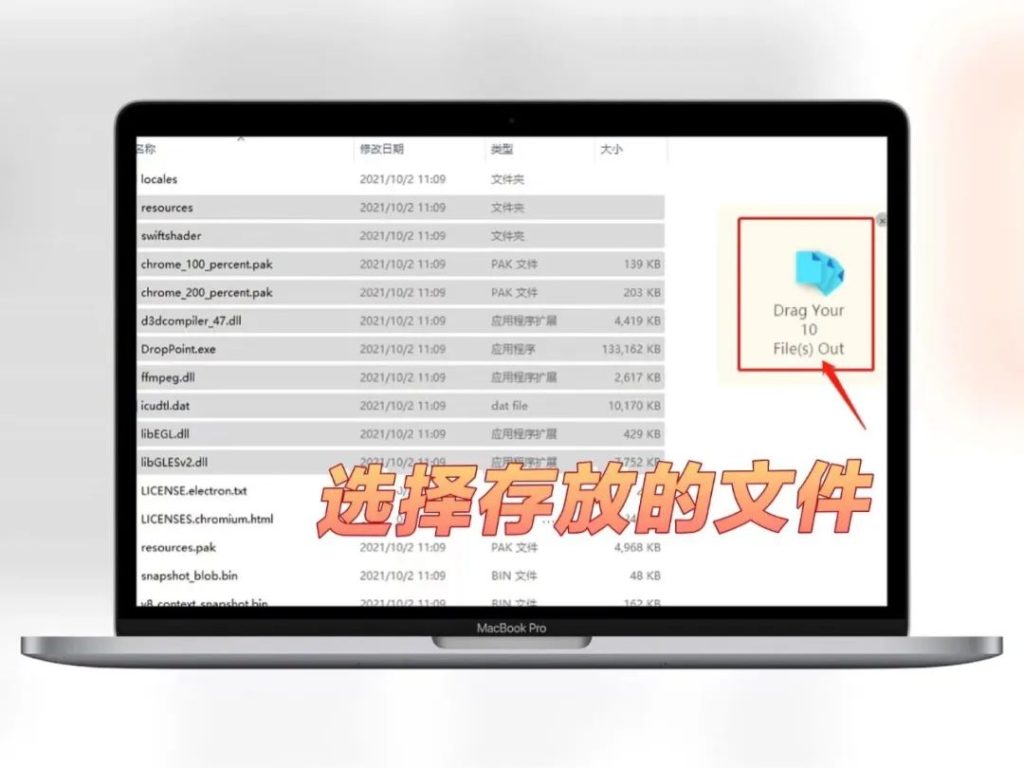 名称 修改日期 类型 大小
locales 2021/10/2 11:09 文件夹
resources 2021/10/2 11:09 文件夹
swiftshader 2021/10/2 11:09 文件夹
chrome_100_percent.pak 2021/10/2 11:09 PAK 文件 139 KB
chrome_200_percent.pak 2021/10/2 11:09 PAK 文件 203 KB
d3dcompiler_47.dll 2021/10/2 11:09 应用程序扩展 4,419 KB
DropPoint.exe 2021/10/2 11:09 应用程序 133,162 KB
ffmpeg.dll 2021/10/2 11:09 应用程序扩展 2,617 KB
icudtl.dat 2021/10/2 11:09 dat file 10,170 KB
libEGL.dll 2021/10/2 11:09 应用程序扩展 429 KB
libGLESv2.dll 2021/10/2 11:09 应用程序扩展 7,752 KB
LICENSE.electron.txt
LICENSES.chromium.html
resources.pak 2021/10/2 11:09 PAK 文件 4,968 KB
snapshot_blob.bin 2021/10/2 11:09 BIN 文件 48 KB
v8_context_snapshot.bin 2021/10/2 11:09 BIN 文件 162 KB
Drag Your
10
File(s) Out
选择存放的文件
MacBook Pro